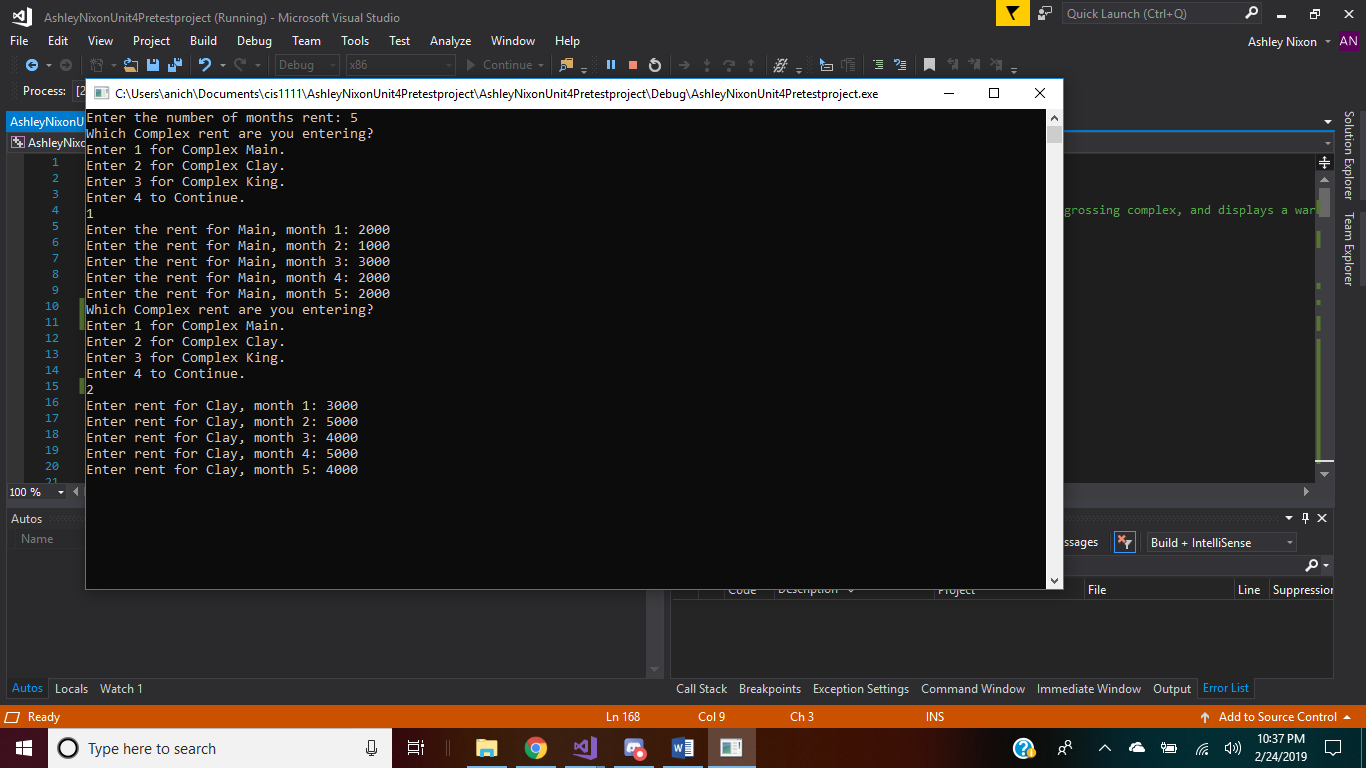 AshleyNixonUnit4Pretestproject (Running) - Microsoft Visual Studio
Quick Launch (Ctrl+Q)
File Edit View Project Build Debug Team Tools Test Analyze Window Help
Ashley Nixon AN
Debug x86 Continue
Process: [2
C:\Users\anich\Documents\cis1111\AshleyNixonUnit4Pretestproject\AshleyNixonUnit4Pretestproject\Debug\AshleyNixonUnit4Pretestproject.exe
AshleyNixonU
AshleyNixo
Enter the number of months rent: 5
Which Complex rent are you entering?
Enter 1 for Complex Main.
Enter 2 for Complex Clay.
Enter 3 for Complex King.
Enter 4 to Continue.
1
Enter the rent for Main, month 1: 2000
Enter the rent for Main, month 2: 1000
Enter the rent for Main, month 3: 3000
Enter the rent for Main, month 4: 2000
Enter the rent for Main, month 5: 2000
Which Complex rent are you entering?
Enter 1 for Complex Main.
Enter 2 for Complex Clay.
Enter 3 for Complex King.
Enter 4 to Continue.
2
Enter rent for Clay, month 1: 3000
Enter rent for Clay, month 2: 5000
Enter rent for Clay, month 3: 4000
Enter rent for Clay, month 4: 5000
Enter rent for Clay, month 5: 4000
1
2
3
4
5
6
7
8
9
10
11
12
13
14
15
16
17
18
19
20
21
grossing complex, and displays a war
Solution Explorer
Team Explorer
100 %
Autos
Name
ssages
Build + IntelliSense
Code Description Project File Line Suppression
Autos Locals Watch 1
Call Stack Breakpoints Exception Settings Command Window Immediate Window Output Error List
Ready Ln 168 Col 9 Ch 3 INS Add to Source Control
Type here to search
10:37 PM
2/24/2019